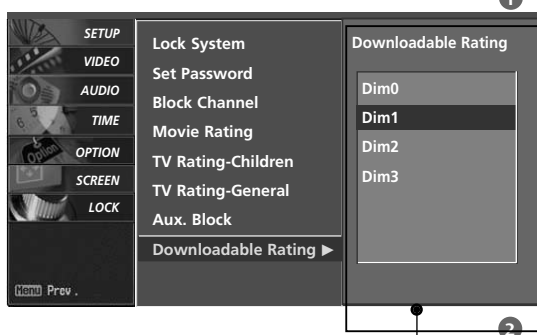 1
SETUP
VIDEO
AUDIO
TIME
OPTION
SCREEN
LOCK
Menu Prev .
Lock System
Set Password
Block Channel
Movie Rating
TV Rating-Children
TV Rating-General
Aux. Block
Downloadable Rating ▶
Downloadable Rating
Dim0
Dim1
Dim2
Dim3
2